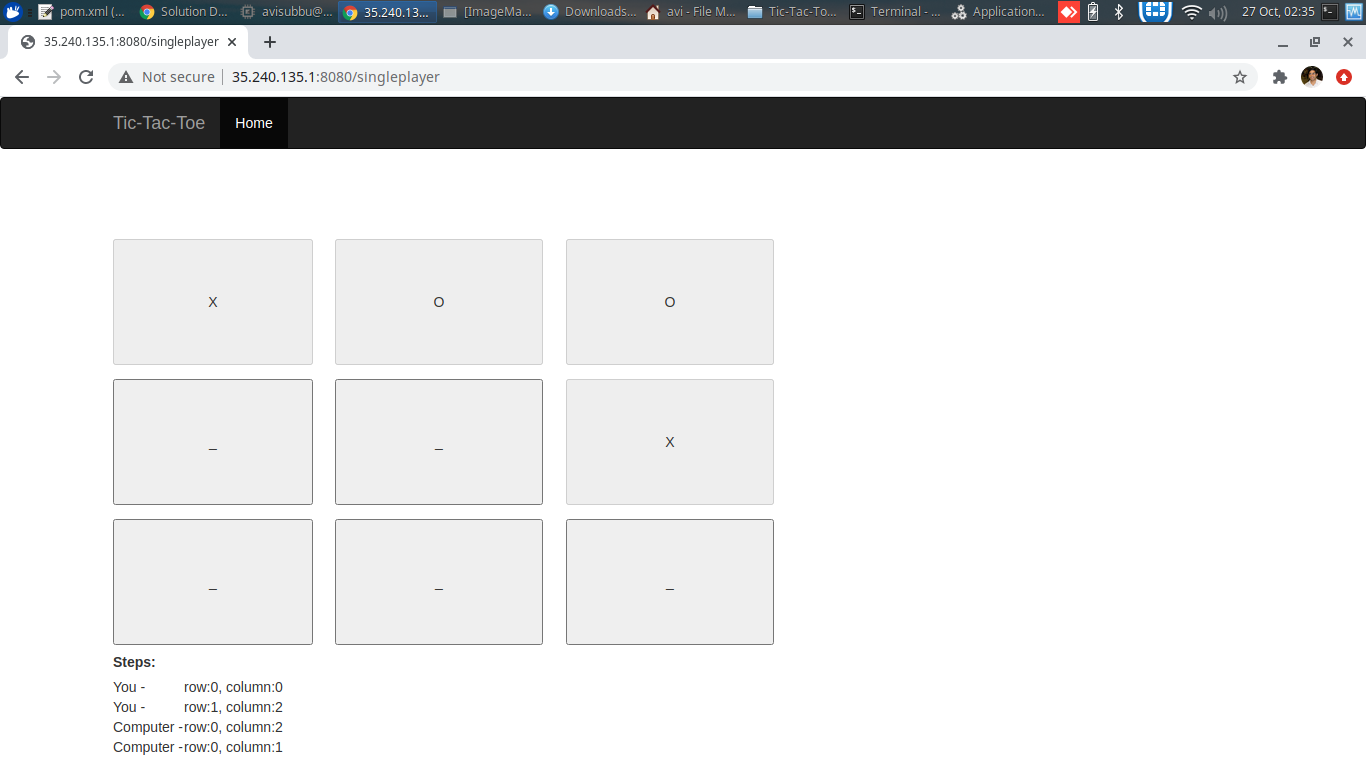 pom.xml (...
Solution D...
avisubbu@...
35.240.13...
[ImageMa...
Downloads...
avi - File M...
Tic-Tac-To...
Terminal - ...
Application...
27 Oct, 02:35
35.240.135.1:8080/singleplayer
Not secure
35.240.135.1:8080/singleplayer
Tic-Tac-Toe Home
X O O
_ _ X
_ _ _
Steps:
You - row:0, column:0
You - row:1, column:2
Computer - row:0, column:2
Computer - row:0, column:1